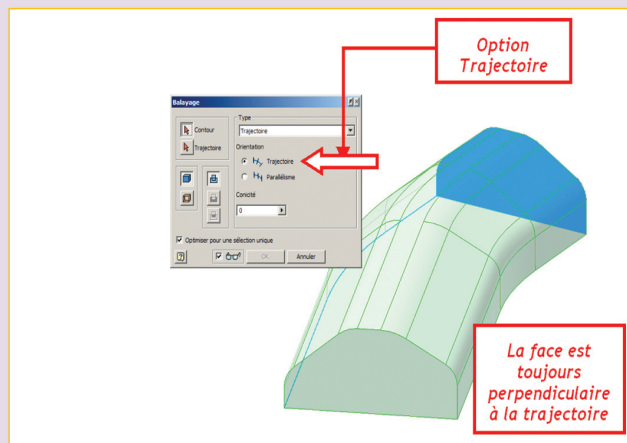 Option
Trajectoire
Balayage
Contour
Trajectoire
Type
Trajectoire
Orientation
Trajectoire
Parallélisme
Conicité
0
Optimiser pour une sélection unique
OK
Annuler
La face est
toujours
perpendiculaire
à la trajectoire